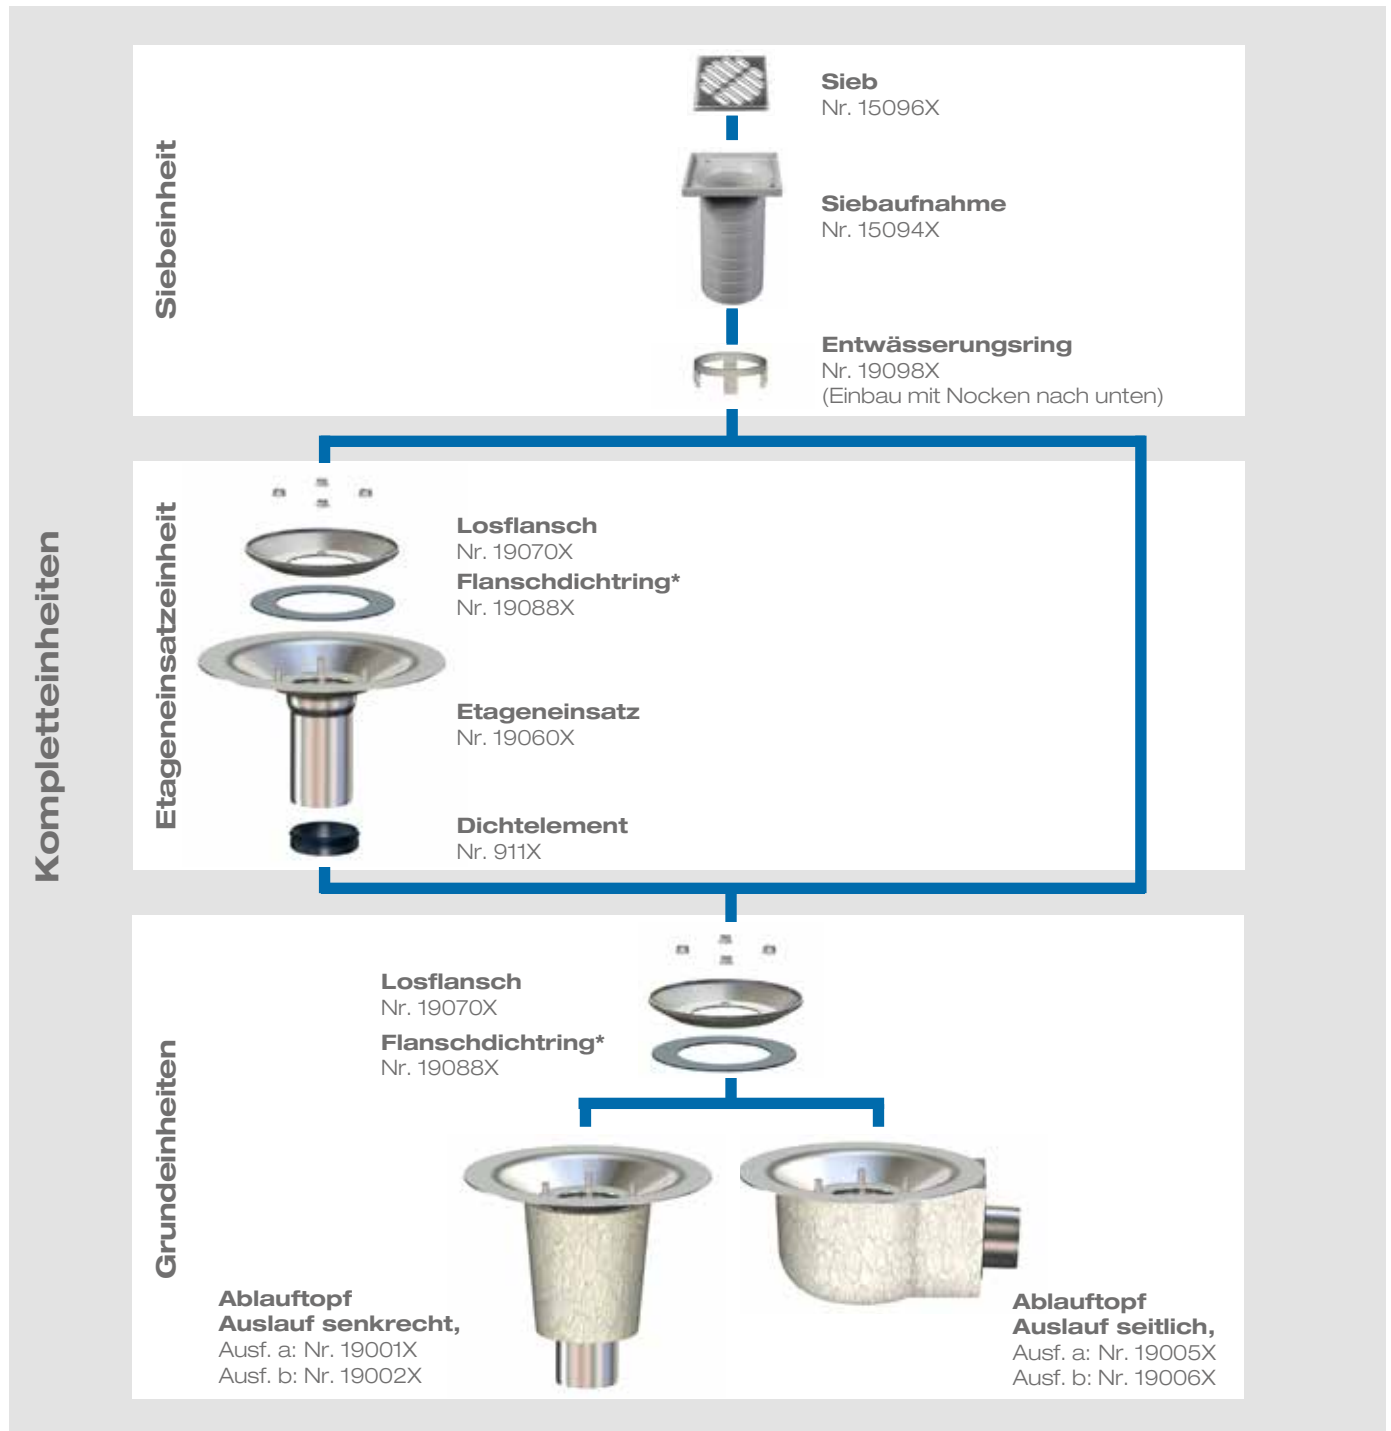 Kompletteinheiten
Siebeinheit
Sieb
Nr. 15096X
Siebaufnahme
Nr. 15094X
Entwässerungsring
Nr. 19098X
(Einbau mit Nocken nach unten)
Etageneinsatzeinheit
Losflansch
Nr. 19070X
Flanschdichtring*
Nr. 19088X
Etageneinsatz
Nr. 19060X
Dichtelement
Nr. 911X
Grundeinheiten
Losflansch
Nr. 19070X
Flanschdichtring*
Nr. 19088X
Ablauftopf
Auslauf senkrecht,
Ausf. a: Nr. 19001X
Ausf. b: Nr. 19002X
Ablauftopf
Auslauf seitlich,
Ausf. a: Nr. 19005X
Ausf. b: Nr. 19006X